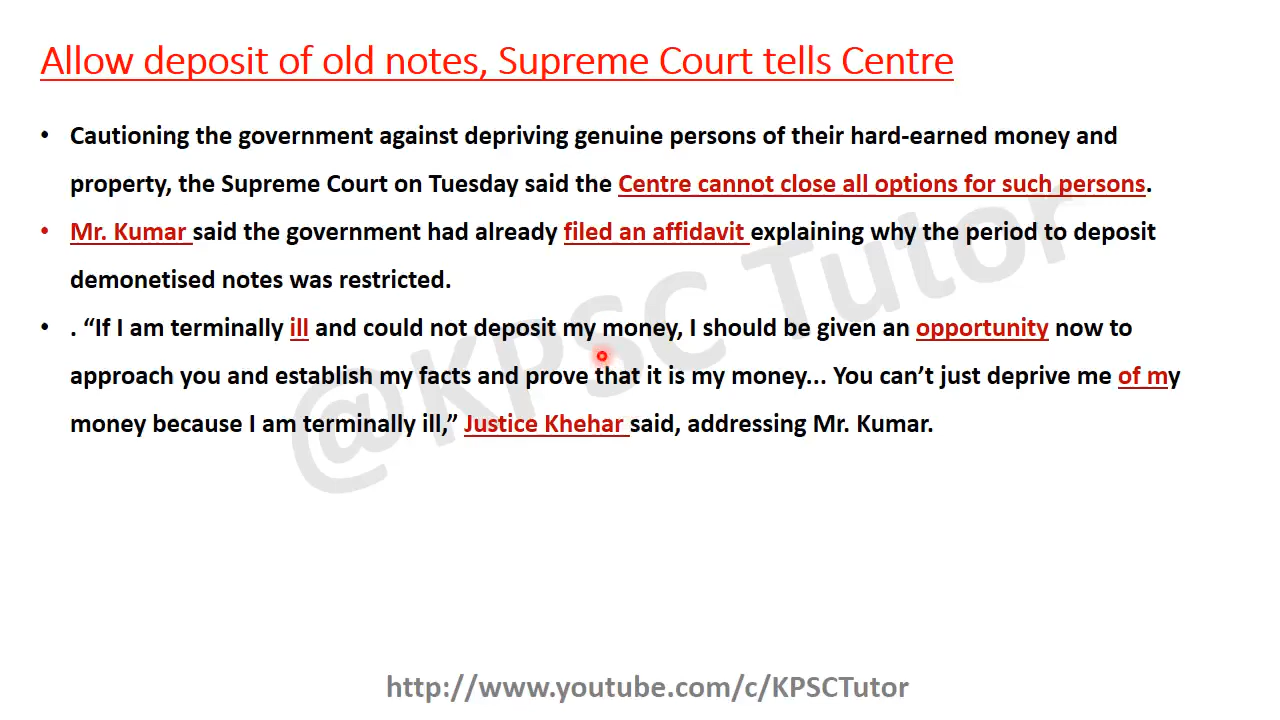 Allow deposit of old notes, Supreme Court tells Centre
• Cautioning the government against depriving genuine persons of their hard-earned money and
property, the Supreme Court on Tuesday said the Centre cannot close all options for such persons.
• Mr. Kumar said the government had already filed an affidavit explaining why the period to deposit
demonetised notes was restricted.
• . “If I am terminally ill and could not deposit my money, I should be given an opportunity now to
approach you and establish my facts and prove that it is my money... You can’t just deprive me of my
money because I am terminally ill,” Justice Khehar said, addressing Mr. Kumar.
@KPSC Tutor
http://www.youtube.com/c/KPSCTutor